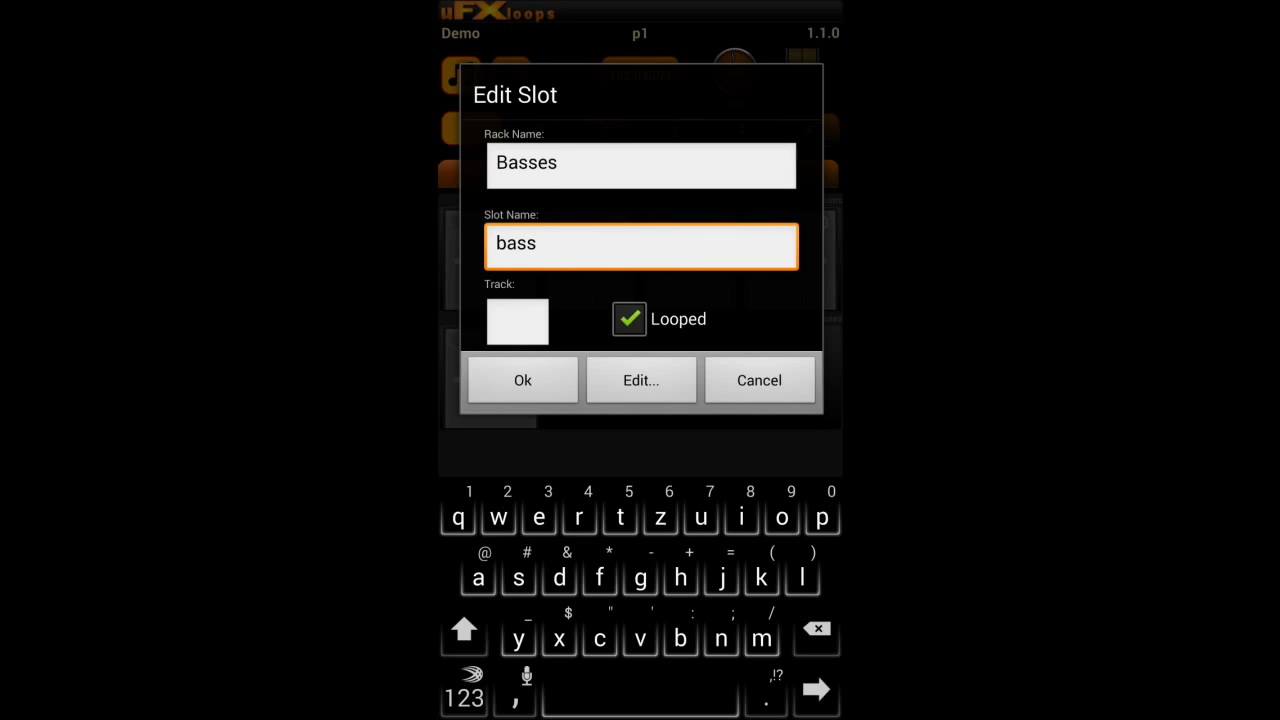 uFXloops
Demo p1 1.1.0
Edit Slot
Rack Name:
Basses
Slot Name:
bass
Track:
Looped
Ok Edit... Cancel
1 2 3 4 5 6 7 8 9 0
q w e r t z u i o p
@ # & * - + = ( )
a s d f g h j k l
_ $ " ' : ; /
y x c v b n m
,!?
123 , .